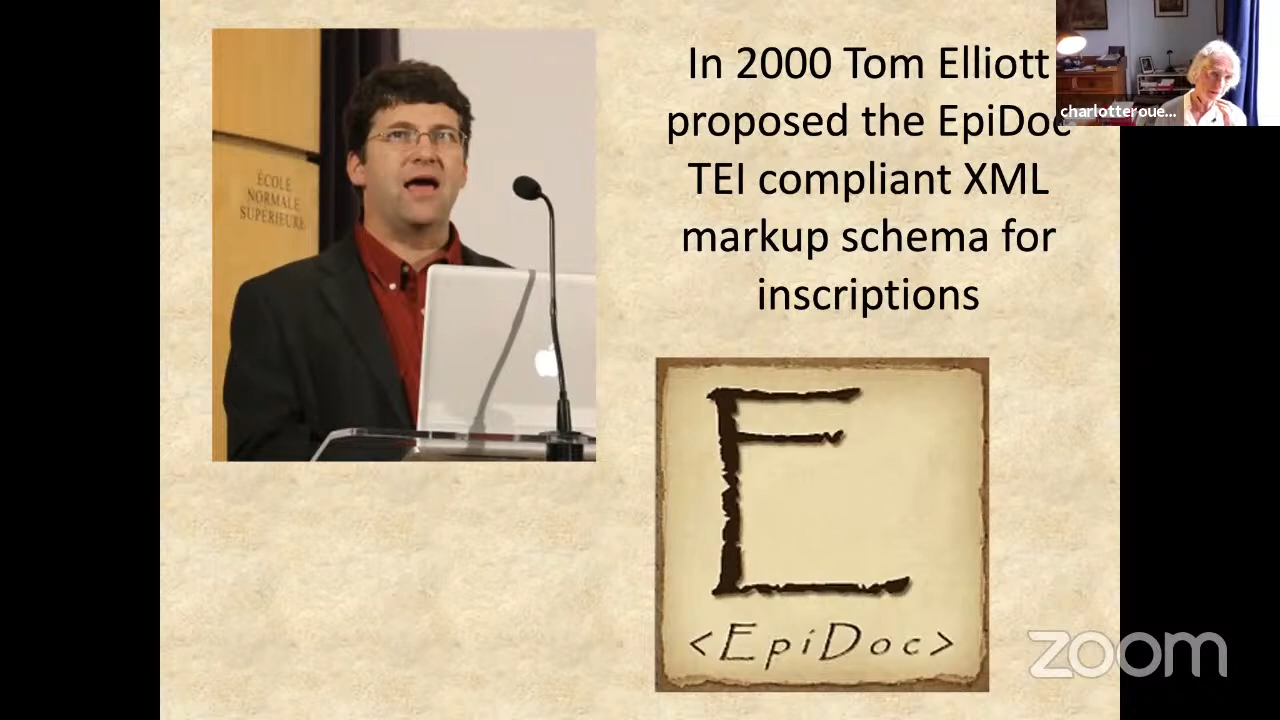 In 2000 Tom Elliott
proposed the EpiDoc
TEI compliant XML
markup schema for
inscriptions
charlotteroue...
ÉCOLE
NORMALE
SUPÉRIEURE
E
<EpiDoc>
zoom